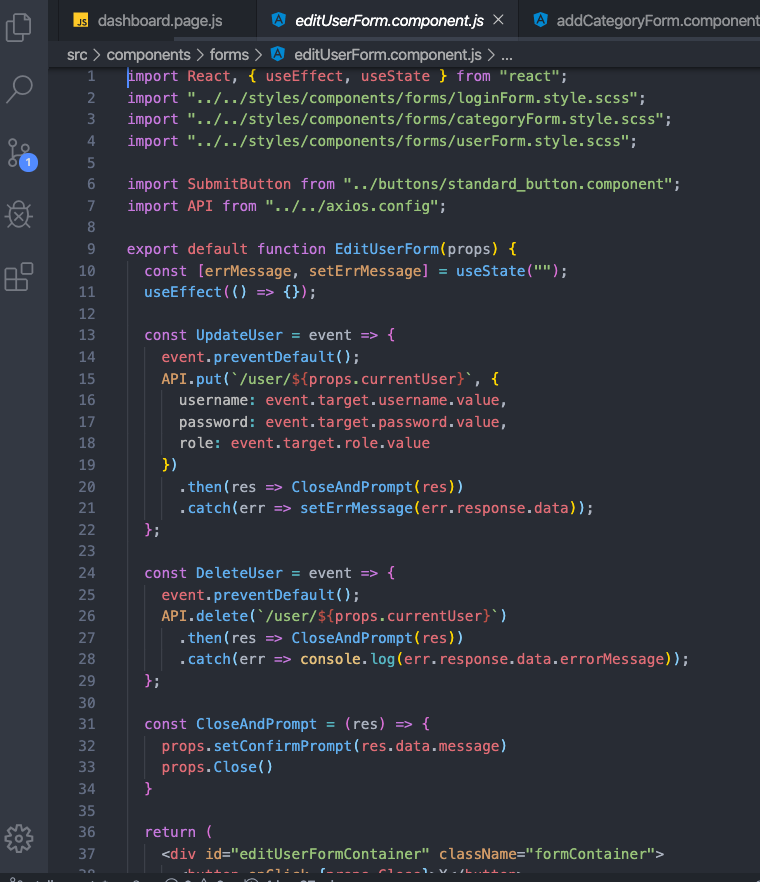 JS dashboard.page.js editUserForm.component.js × addCategoryForm.component
src > components > forms > editUserForm.component.js > ...
1 import React, { useEffect, useState } from "react";
2 import "../../styles/components/forms/loginForm.style.scss";
3 import "../../styles/components/forms/categoryForm.style.scss";
4 import "../../styles/components/forms/userForm.style.scss";
5
6 import SubmitButton from "../buttons/standard_button.component";
7 import API from "../../axios.config";
8
9 export default function EditUserForm(props) {
10 const [errMessage, setErrMessage] = useState("");
11 useEffect(() => {});
12
13 const UpdateUser = event => {
14 event.preventDefault();
15 API.put(`/user/${props.currentUser}`, {
16 username: event.target.username.value,
17 password: event.target.password.value,
18 role: event.target.role.value
19 })
20 .then(res => CloseAndPrompt(res))
21 .catch(err => setErrMessage(err.response.data));
22 };
23
24 const DeleteUser = event => {
25 event.preventDefault();
26 API.delete(`/user/${props.currentUser}`)
27 .then(res => CloseAndPrompt(res))
28 .catch(err => console.log(err.response.data.errorMessage));
29 };
30
31 const CloseAndPrompt = (res) => {
32 props.setConfirmPrompt(res.data.message)
33 props.Close()
34 }
35
36 return (
37 <div id="editUserFormContainer" className="formContainer">
1